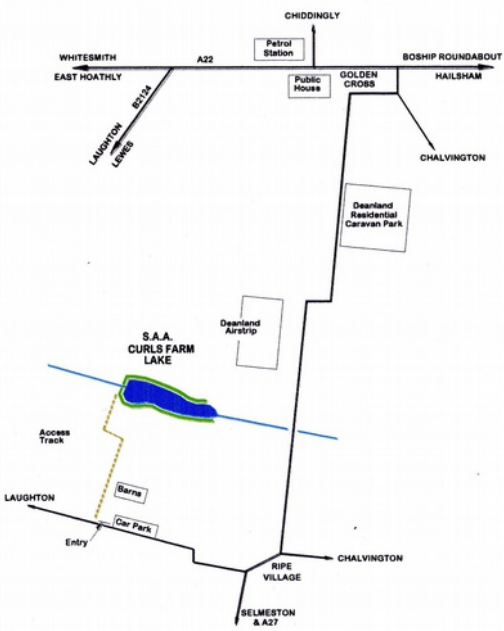 CHIDDINGLY
Petrol
Station
WHITESMITH
A22
BOSHIP ROUNDABOUT
EAST HOATHLY
Public
House
GOLDEN
CROSS
HAILSHAM
B2124
LAUGHTON
LEWES
CHALVINGTON
Deanland
Residential
Caravan Park
Deanland
Airstrip
S.A.A.
CURLS FARM
LAKE
Access
Track
Barns
LAUGHTON
Car Park
Entry
CHALVINGTON
RIPE
VILLAGE
SELMESTON
& A27